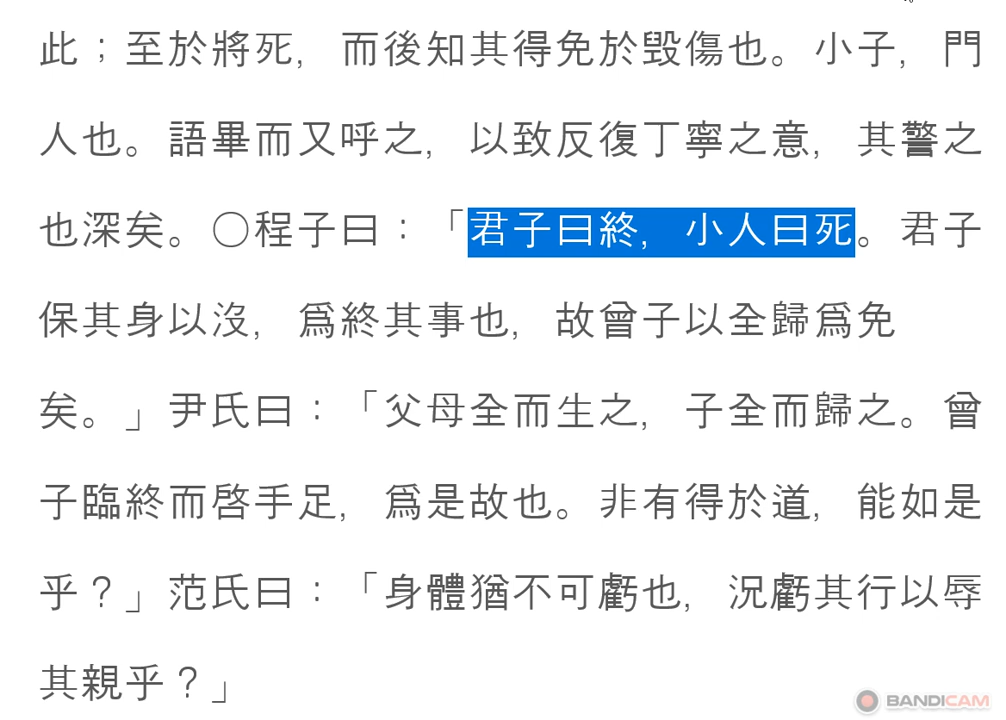 此；至於將死，而後知其得免於毀傷也。小子，門
人也。語畢而又呼之，以致反復丁寧之意，其警之
也深矣。〇程子曰：「君子曰終，小人曰死。君子
保其身以沒，爲終其事也，故曾子以全歸爲免
矣。」尹氏曰：「父母全而生之，子全而歸之。曾
子臨終而啓手足，爲是故也。非有得於道，能如是
乎？」范氏曰：「身體猶不可虧也，況虧其行以辱
其親乎？」
BANDICAM